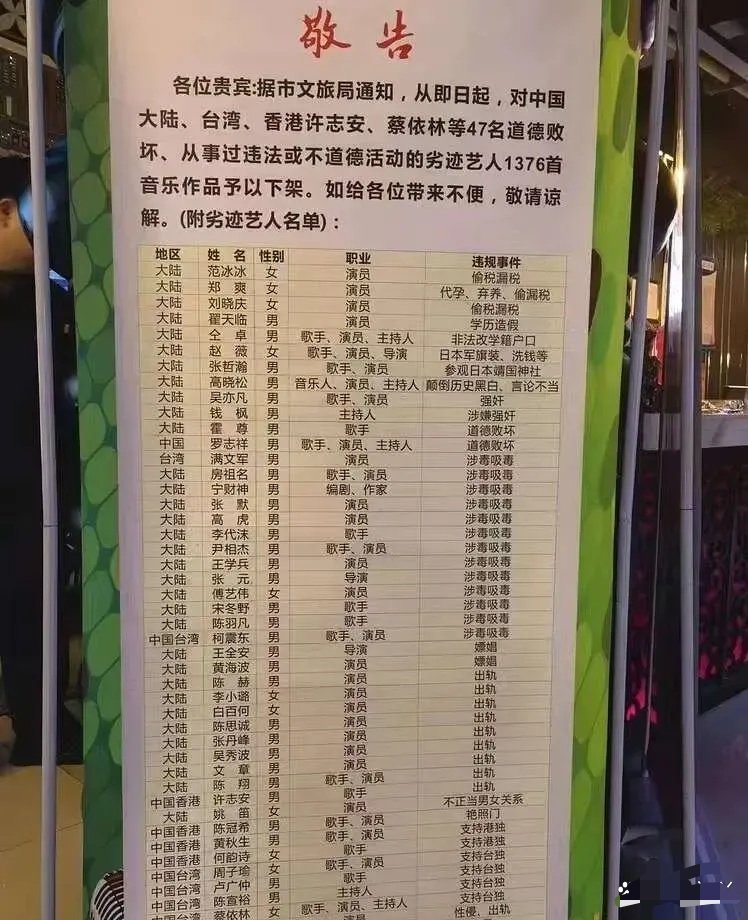 敬告
各位贵宾:据市文旅局通知，从即日起，对中国
大陆、台湾、香港许志安、蔡依林等47名道德败
坏、从事过违法或不道德活动的劣迹艺人1376首
音乐作品予以下架。如给各位带来不便，敬请谅
解。(附劣迹艺人名单)：
地区 姓名 性别 职业 违规事件
大陆 范冰冰 女 演员 偷税漏税
大陆 郑爽 女 演员 代孕、弃养、偷漏税
大陆 刘晓庆 女 演员 偷税漏税
大陆 翟天临 男 演员 学历造假
大陆 仝卓 男 歌手、演员、主持人 非法改学籍户口
大陆 赵薇 女 歌手、演员、导演 日本军旗装、洗钱等
大陆 张哲瀚 男 歌手、演员 参观日本靖国神社
大陆 高晓松 男 音乐人、演员、主持人 颠倒历史黑白、言论不当
大陆 吴亦凡 男 歌手、演员 强奸
大陆 钱枫 男 主持人 涉嫌强奸
大陆 霍尊 男 歌手 道德败坏
中国 罗志祥 男 歌手、演员、主持人 道德败坏
台湾 满文军 男 演员 涉毒吸毒
大陆 房祖名 男 歌手、演员 涉毒吸毒
大陆 宁财神 男 编剧、作家 涉毒吸毒
大陆 张默 男 演员 涉毒吸毒
大陆 高虎 男 演员 涉毒吸毒
大陆 李代沫 男 歌手 涉毒吸毒
大陆 尹相杰 男 歌手、演员 涉毒吸毒
大陆 王学兵 男 演员 涉毒吸毒
大陆 张元 男 导演 涉毒吸毒
大陆 傅艺伟 女 演员 涉毒吸毒
大陆 宋冬野 男 歌手 涉毒吸毒
大陆 陈羽凡 男 歌手 涉毒吸毒
中国台湾 柯震东 男 歌手、演员 涉毒吸毒
大陆 王全安 男 导演 嫖娼
大陆 黄海波 男 演员 嫖娼
大陆 陈赫 男 演员 出轨
大陆 李小璐 女 演员 出轨
大陆 白百何 女 演员 出轨
大陆 陈思诚 男 演员 出轨
大陆 张丹峰 男 演员 出轨
大陆 吴秀波 男 演员 出轨
大陆 文章 男 演员 出轨
大陆 陈翔 男 歌手、演员 出轨
中国香港 许志安 男 歌手 出轨
大陆 姚笛 女 演员 不正当男女关系
中国香港 陈冠希 男 歌手、演员 艳照门
中国香港 黄秋生 男 歌手、演员 支持港独
中国香港 何韵诗 女 歌手 支持台独
中国台湾 周子瑜 女 歌手、演员 支持台独
中国台湾 卢广仲 男 歌手 支持台独
中国台湾 陈宣裕 男 主持人 支持台独
中国台湾 蔡依林 女 歌手、演员、主持人 支持台独
演员 性侵、出轨